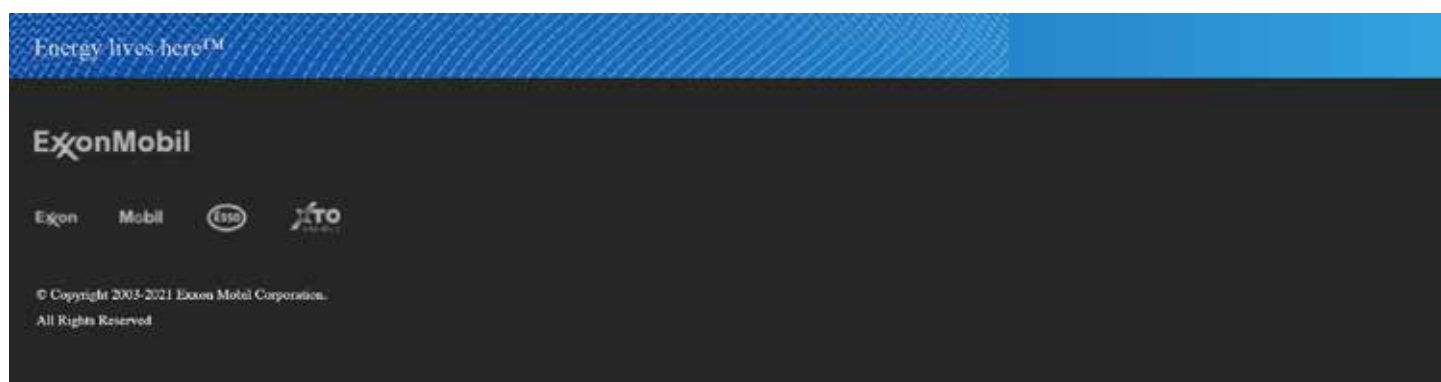 Energy lives here™
ExxonMobil
Exxon Mobil Esso XTO
© Copyright 2003-2021 Exxon Mobil Corporation.
All Rights Reserved